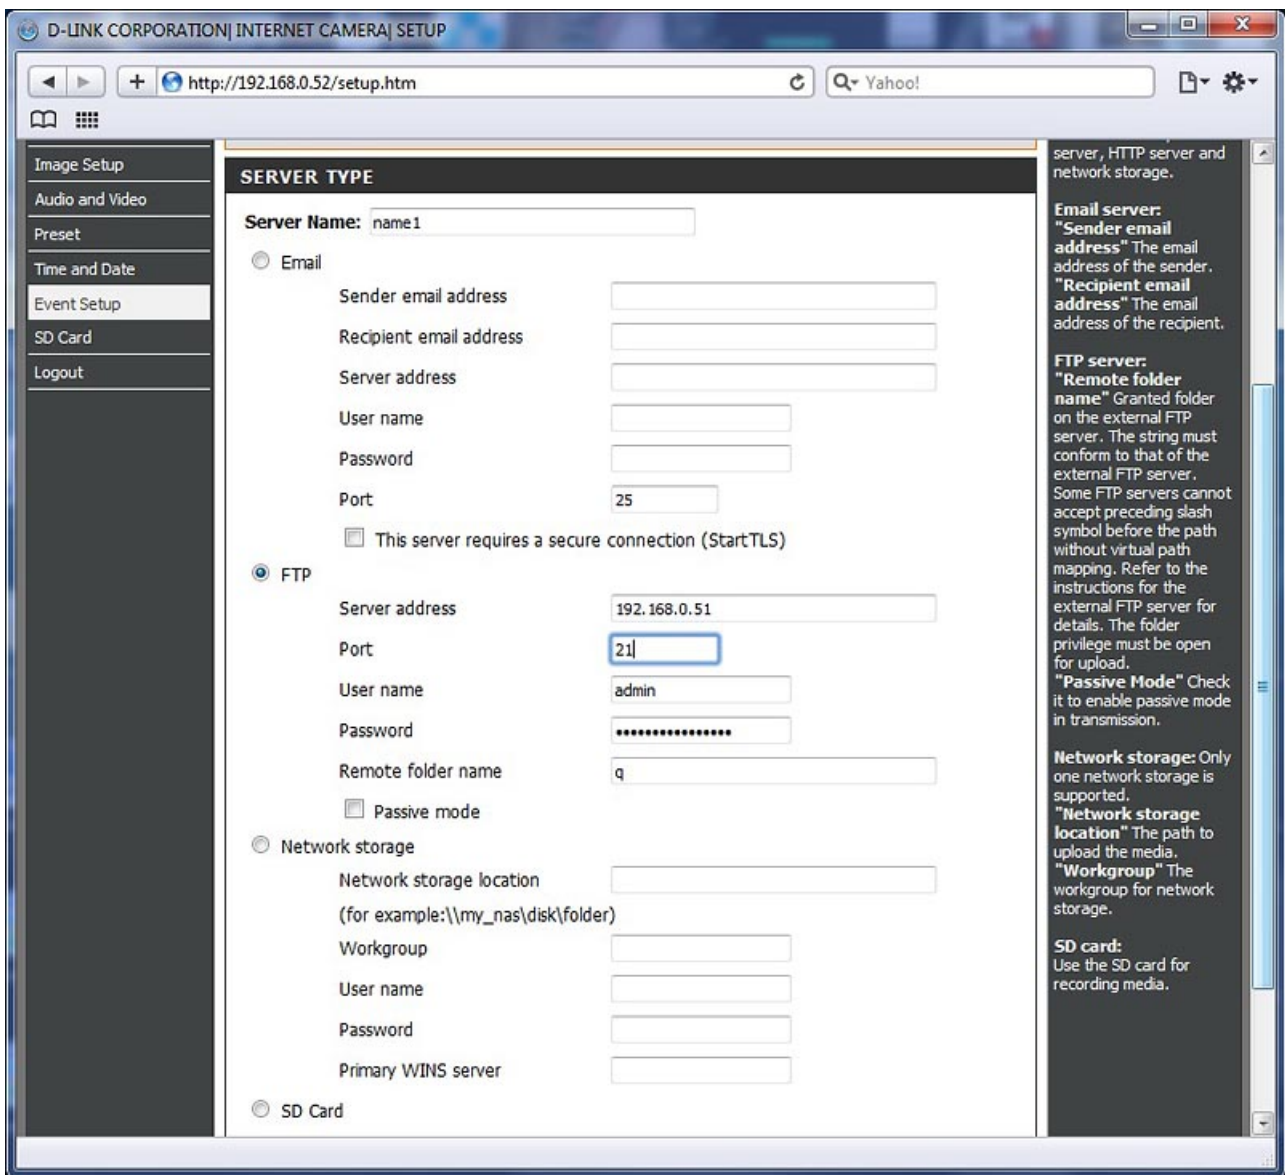 D-LINK CORPORATION| INTERNET CAMERA| SETUP
http://192.168.0.52/setup.htm
Yahoo!
Image Setup
Audio and Video
Preset
Time and Date
Event Setup
SD Card
Logout
SERVER TYPE
Server Name: name1
Email
Sender email address
Recipient email address
Server address
User name
Password
Port 25
This server requires a secure connection (StartTLS)
FTP
Server address 192.168.0.51
Port 21
User name admin
Password ••••••••••••••••
Remote folder name q
Passive mode
Network storage
Network storage location
(for example:\\my_nas\disk\folder)
Workgroup
User name
Password
Primary WINS server
SD Card
server, HTTP server and
network storage.
Email server:
"Sender email
address" The email
address of the sender.
"Recipient email
address" The email
address of the recipient.
FTP server:
"Remote folder
name" Granted folder
on the external FTP
server. The string must
conform to that of the
external FTP server.
Some FTP servers cannot
accept preceding slash
symbol before the path
without virtual path
mapping. Refer to the
instructions for the
external FTP server for
details. The folder
privilege must be open
for upload.
"Passive Mode" Check
it to enable passive mode
in transmission.
Network storage: Only
one network storage is
supported.
"Network storage
location" The path to
upload the media.
"Workgroup" The
workgroup for network
storage.
SD card:
Use the SD card for
recording media.